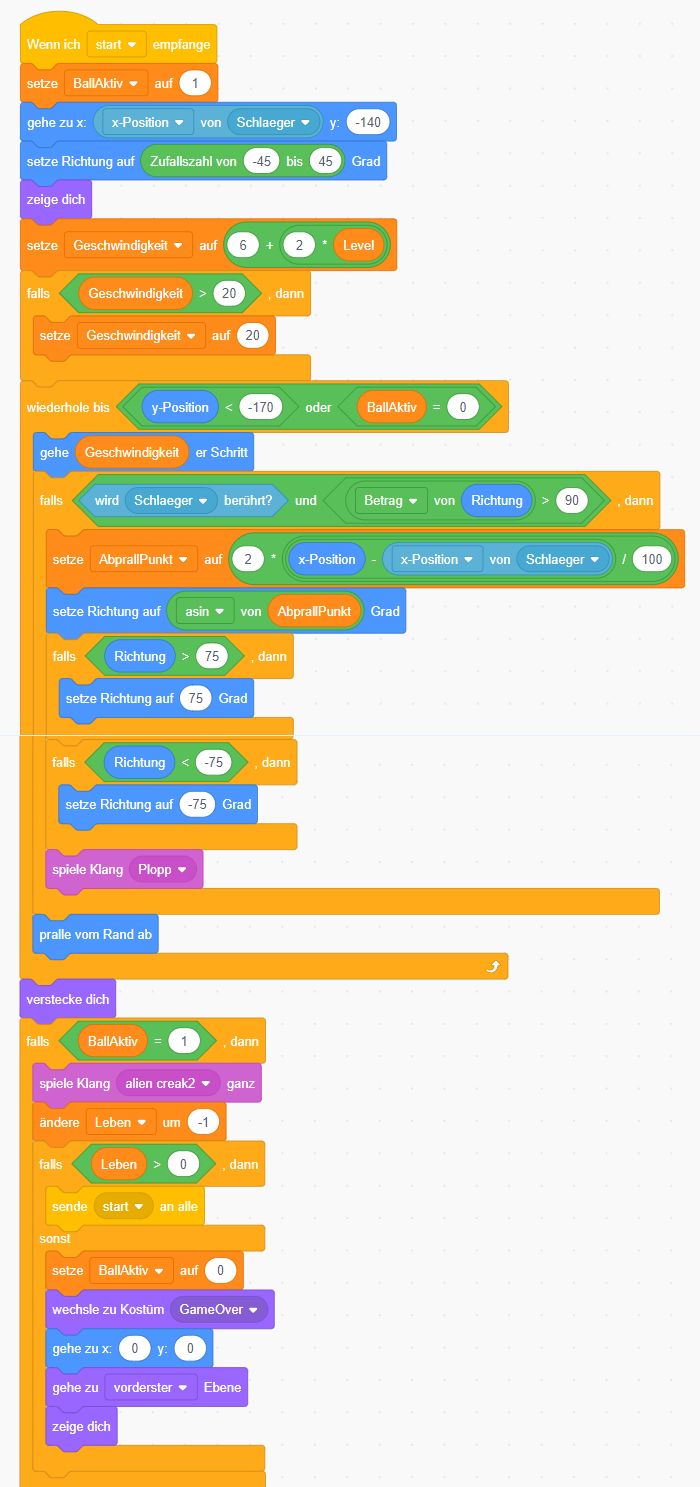 Wenn ich start empfange
setze BallAktiv auf 1
gehe zu x: x-Position von Schlaeger y: -140
setze Richtung auf Zufallszahl von -45 bis 45 Grad
zeige dich
setze Geschwindigkeit auf 6 + 2 * Level
falls Geschwindigkeit > 20 , dann
setze Geschwindigkeit auf 20
wiederhole bis y-Position < -170 oder BallAktiv = 0
gehe Geschwindigkeit er Schritt
falls wird Schlaeger berührt? und Betrag von Richtung > 90 , dann
setze AbprallPunkt auf 2 * x-Position - x-Position von Schlaeger / 100
setze Richtung auf asin von AbprallPunkt Grad
falls Richtung > 75 , dann
setze Richtung auf 75 Grad
falls Richtung < -75 , dann
setze Richtung auf -75 Grad
spiele Klang Plopp
pralle vom Rand ab
verstecke dich
falls BallAktiv = 1 , dann
spiele Klang alien creak2 ganz
ändere Leben um -1
falls Leben > 0 , dann
sende start an alle
sonst
setze BallAktiv auf 0
wechsle zu Kostüm GameOver
gehe zu x: 0 y: 0
gehe zu vorderster Ebene
zeige dich